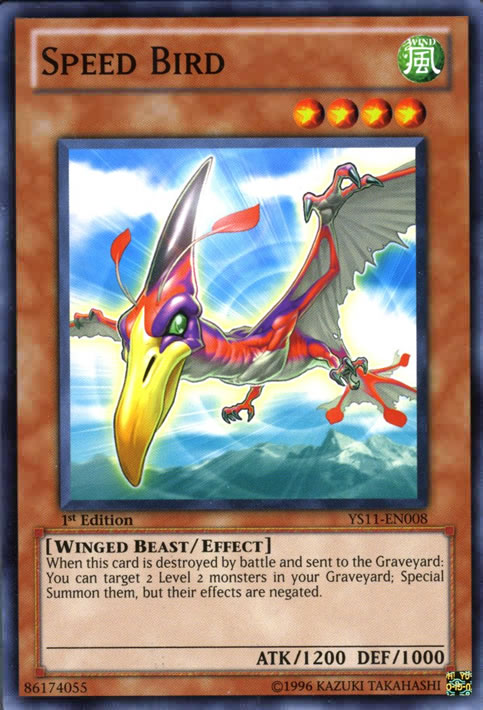 SPEED BIRD
WIND
風
1st Edition
YS11-EN008
[WINGED BEAST/EFFECT]
When this card is destroyed by battle and sent to the Graveyard:
You can target 2 Level 2 monsters in your Graveyard; Special
Summon them, but their effects are negated.
ATK/1200 DEF/1000
86174055
©1996 KAZUKI TAKAHASHI